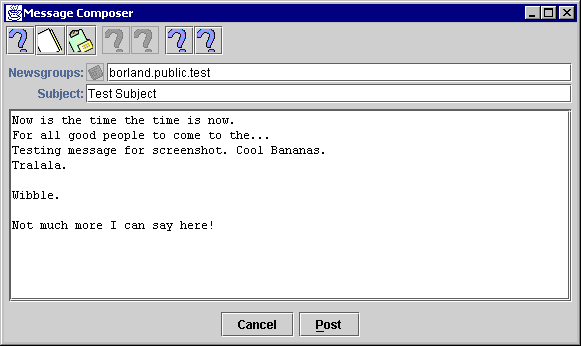 Message Composer
Newsgroups: borland.public.test
Subject: Test Subject
Now is the time the time is now.
For all good people to come to the...
Testing message for screenshot. Cool Bananas.
Tralala.
Wibble.
Not much more I can say here!
Cancel Post